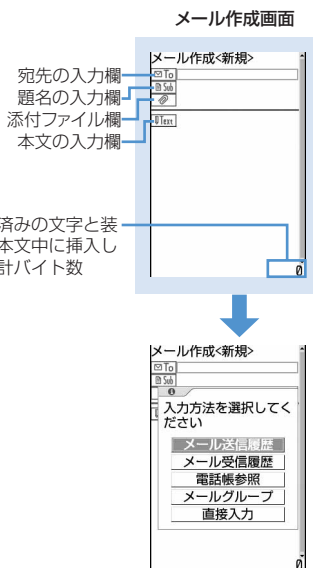 メール作成画面
メール作成<新規>
宛先の入力欄
To
題名の入力欄
Sub
添付ファイル欄
本文の入力欄
Text
済みの文字と装
本文中に挿入し
計バイト数
0
メール作成<新規>
To
Sub
入力方法を選択してく
ださい
メール送信履歴
メール受信履歴
電話帳参照
メールグループ
直接入力
0